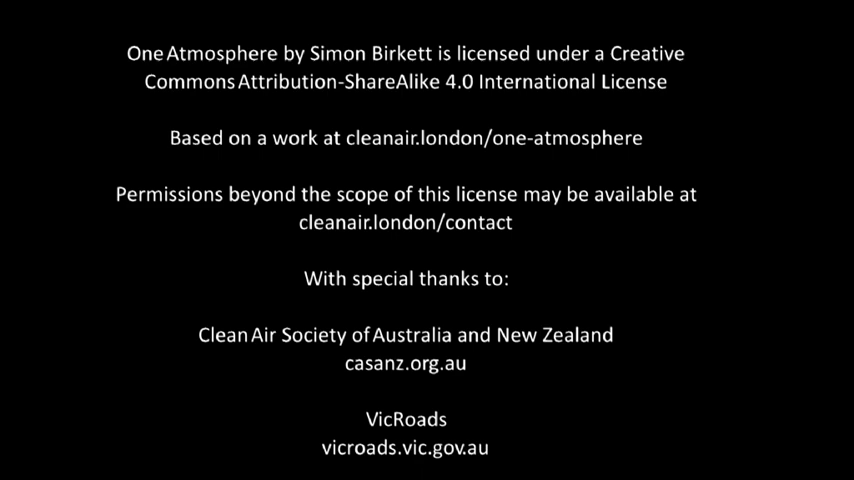 One Atmosphere by Simon Birkett is licensed under a Creative
Commons Attribution-ShareAlike 4.0 International License
Based on a work at cleanair.london/one-atmosphere
Permissions beyond the scope of this license may be available at
cleanair.london/contact
With special thanks to:
Clean Air Society of Australia and New Zealand
casanz.org.au
VicRoads
vicroads.vic.gov.au